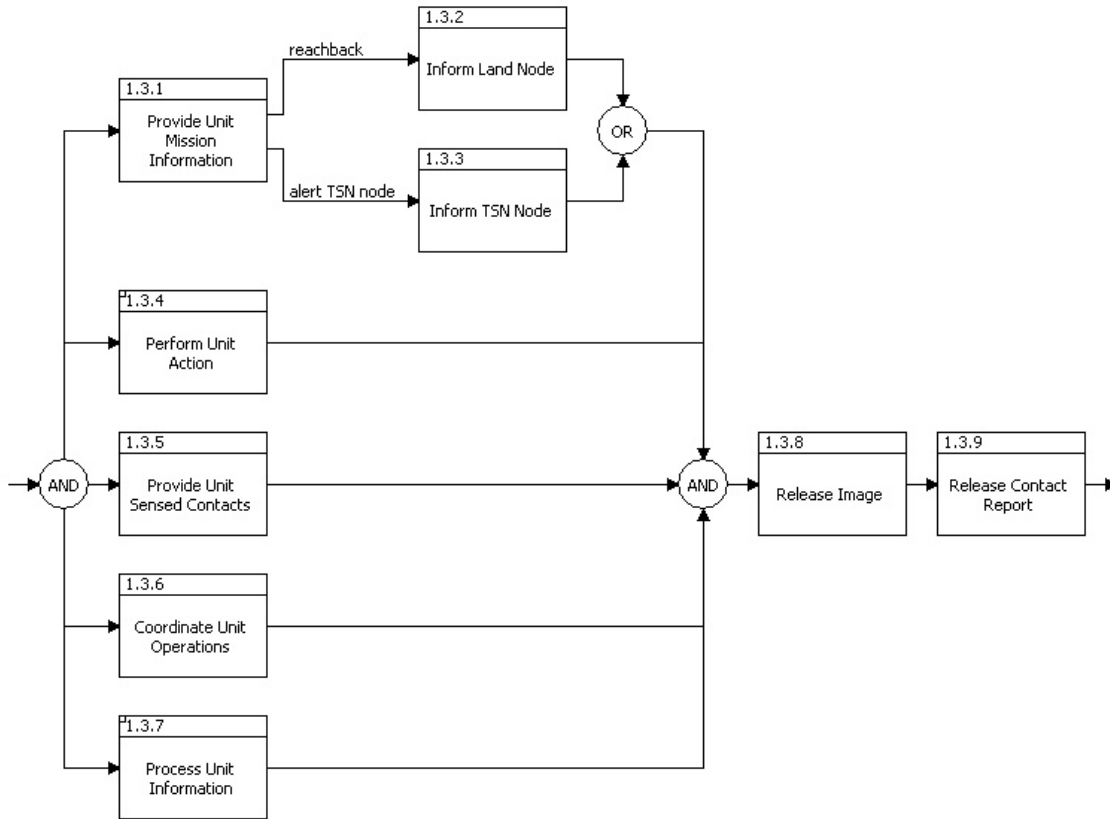 1.3.2
reachback
Inform Land Node
1.3.1
Provide Unit
Mission
Information
OR
1.3.3
alert TSN node
Inform TSN Node
1.3.4
Perform Unit
Action
1.3.5
AND
Provide Unit
Sensed Contacts
AND
1.3.8
Release Image
1.3.9
Release Contact
Report
1.3.6
Coordinate Unit
Operations
1.3.7
Process Unit
Information